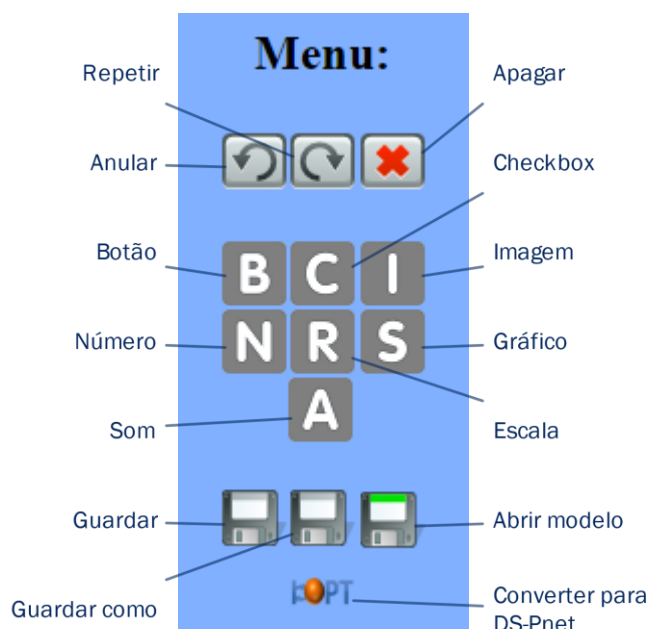 Menu:
Repetir
Apagar
Anular
Checkbox
Botão
B
C
I
Imagem
Número
N
R
S
Gráfico
A
Som
Escala
Guardar
Abrir modelo
Guardar como
Converter para
DS-Pnet